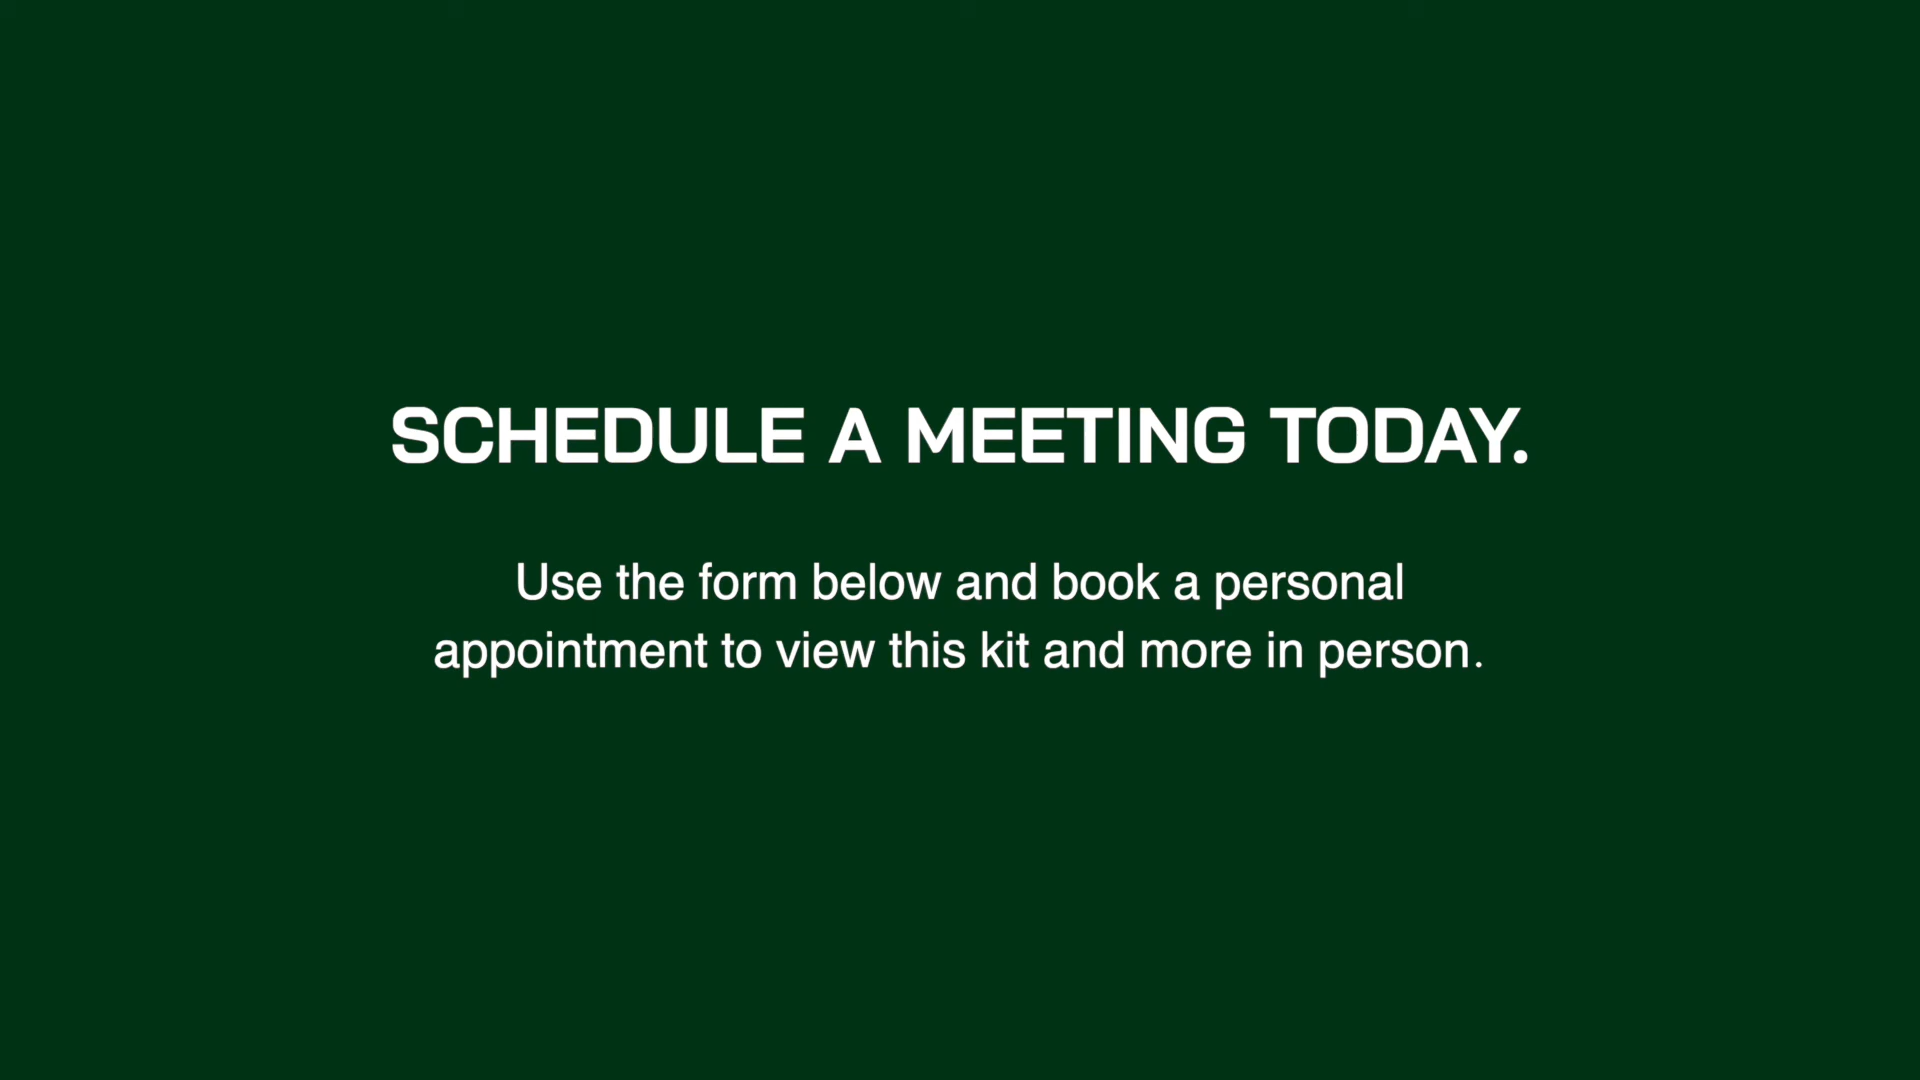 SCHEDULE A MEETING TODAY.
Use the form below and book a personal
appointment to view this kit and more in person.